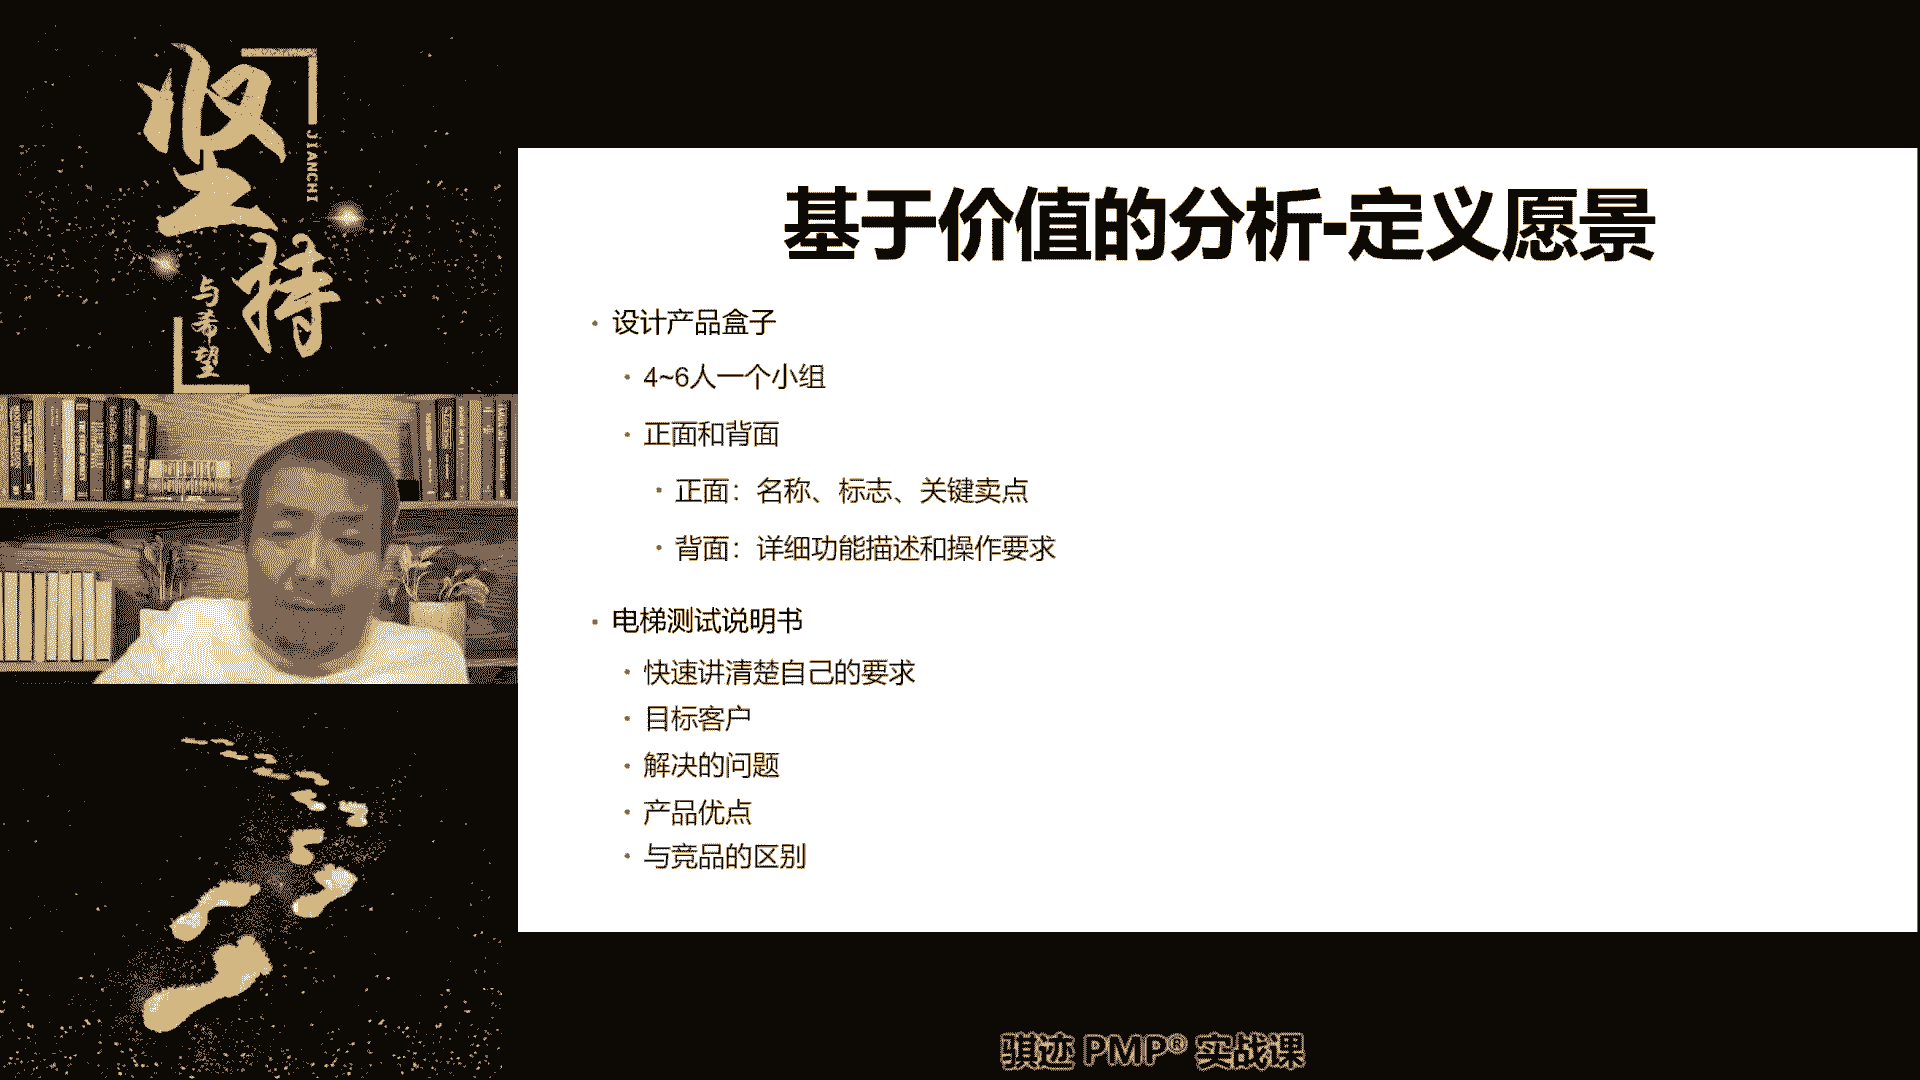 坚持
JIANCHI
与希望
基于价值的分析-定义愿景
· 设计产品盒子
· 4~6人一个小组
· 正面和背面
· 正面：名称、标志、关键卖点
· 背面：详细功能描述和操作要求
· 电梯测试说明书
· 快速讲清楚自己的要求
· 目标客户
· 解决的问题
· 产品优点
· 与竞品的区别
骐迹 PMP® 实战课